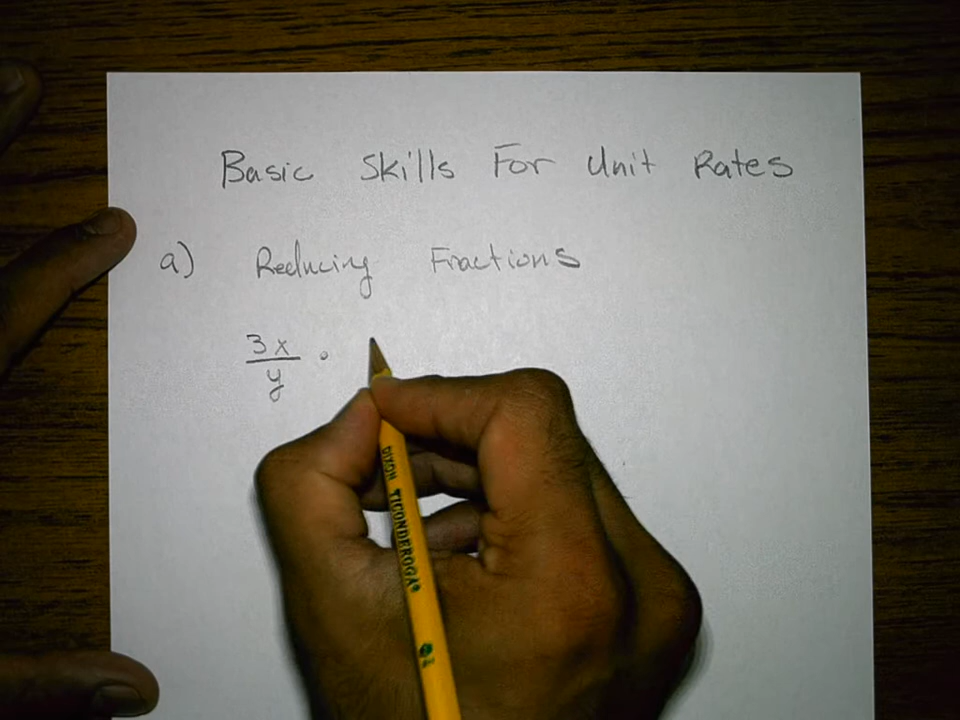 Basic Skills For Unit Rates
a) Reducing Fractions
3x
y
·
DIXON TICONDEROGA®